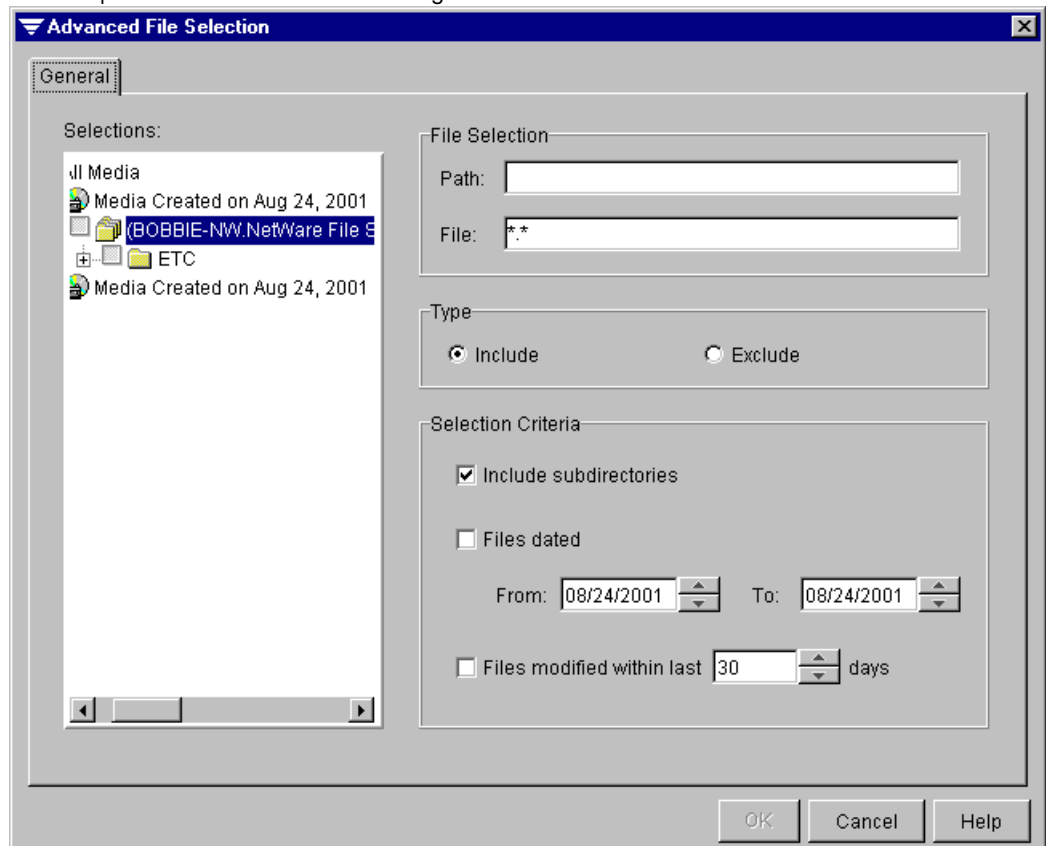 Advanced File Selection
General
Selections:
ll Media
Media Created on Aug 24, 2001
(BOBBIE-NW.NetWare File S
ETC
Media Created on Aug 24, 2001
File Selection
Path:
File: *.*
Type
Include Exclude
Selection Criteria
Include subdirectories
Files dated
From: 08/24/2001 To: 08/24/2001
Files modified within last 30 days
OK Cancel Help